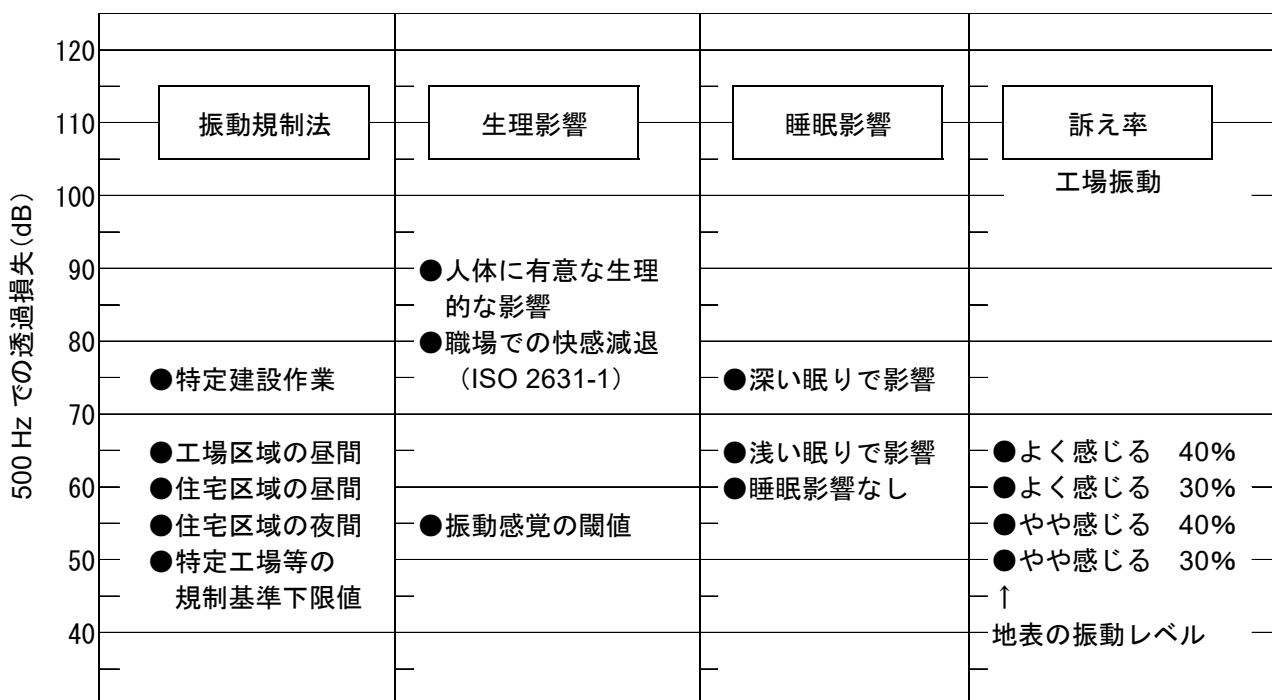 500 Hz での透過損失(dB)
120
110
100
90
80
70
60
50
40
振動規制法
●特定建設作業
●工場区域の昼間
●住宅区域の昼間
●住宅区域の夜間
●特定工場等の
規制基準下限値
生理影響
●人体に有意な生理
的な影響
●職場での快感減退
（ISO 2631-1）
●振動感覚の閾値
睡眠影響
●深い眠りで影響
●浅い眠りで影響
●睡眠影響なし
訴え率
工場振動
●よく感じる　40%
●よく感じる　30%
●やや感じる　40%
●やや感じる　30%
↑
地表の振動レベル